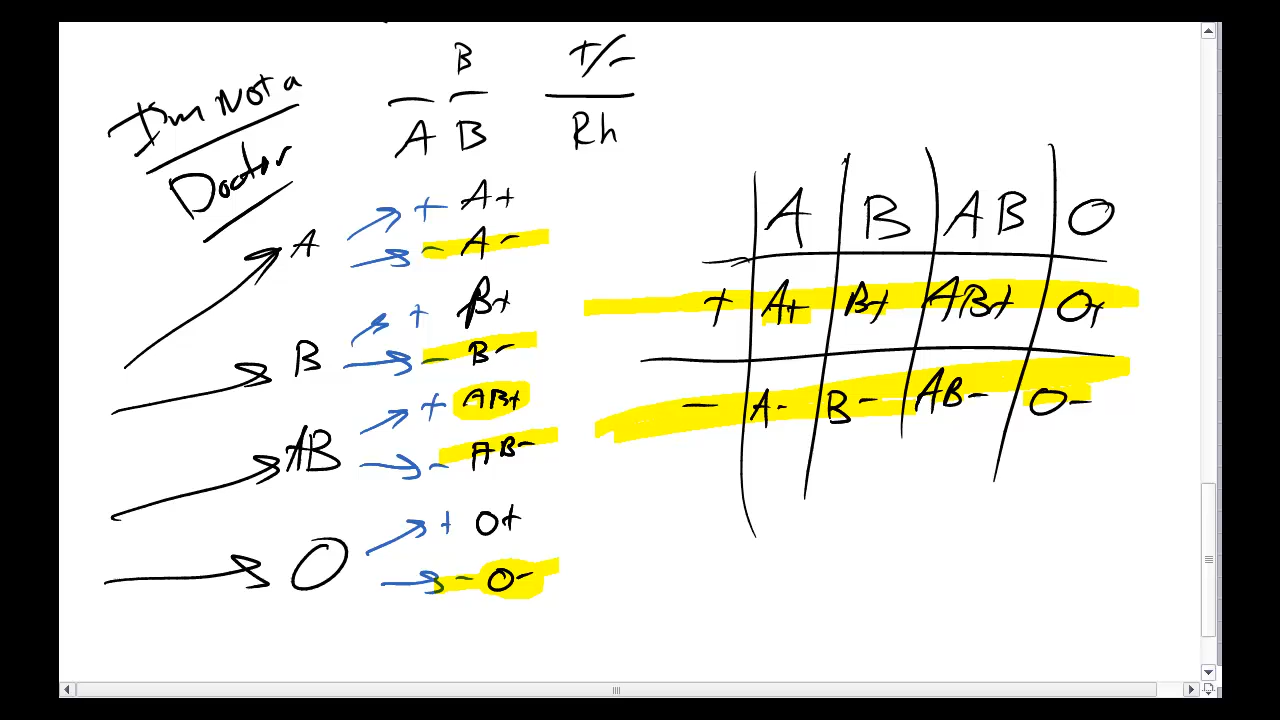 I'm Not a
Doctor
B +/-
A B Rh
A + A+
- A -
B + B+
- B -
AB + AB+
- AB -
O + O+
- O -
A B AB O
+ A+ B+ AB+ O+
- A- B- AB- O-